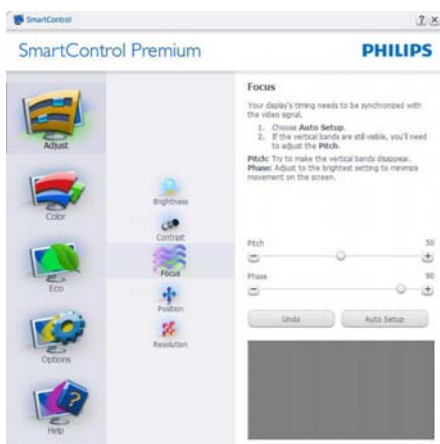 SmartControl
SmartControl Premium
PHILIPS
Adjust
Color
Eco
Options
Help
Brightness
Contrast
Focus
Position
Resolution
Focus
Your display's timing needs to be synchronized with
the video signal.
1. Choose Auto Setup.
2. If the vertical bands are still visible, you'll need
to adjust the Pitch.
Pitch: Try to make the vertical bands disappear.
Phase: Adjust to the brightest setting to minimize
movement on the screen.
Pitch 50
Phase 90
Undo Auto Setup